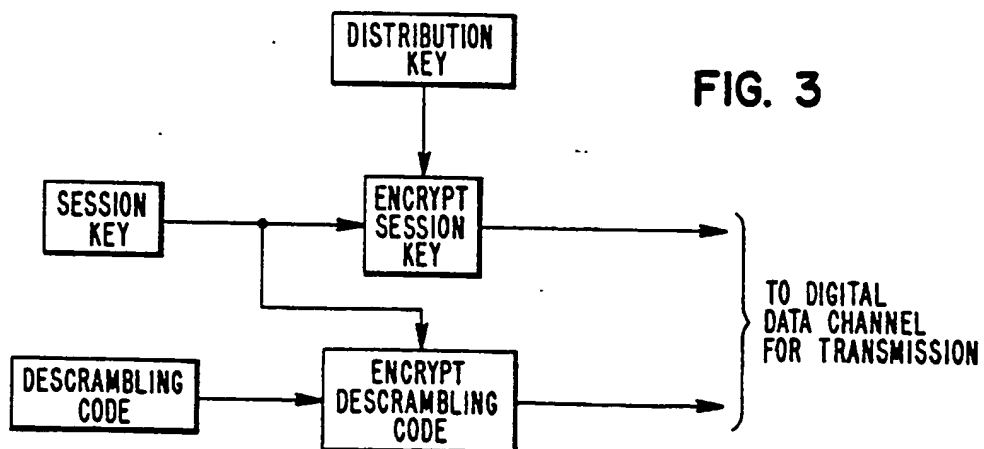 DISTRIBUTION
KEY
FIG. 3
SESSION
KEY
ENCRYPT
SESSION
KEY
TO DIGITAL
DATA CHANNEL
FOR TRANSMISSION
DESCRAMBLING
CODE
ENCRYPT
DESCRAMBLING
CODE